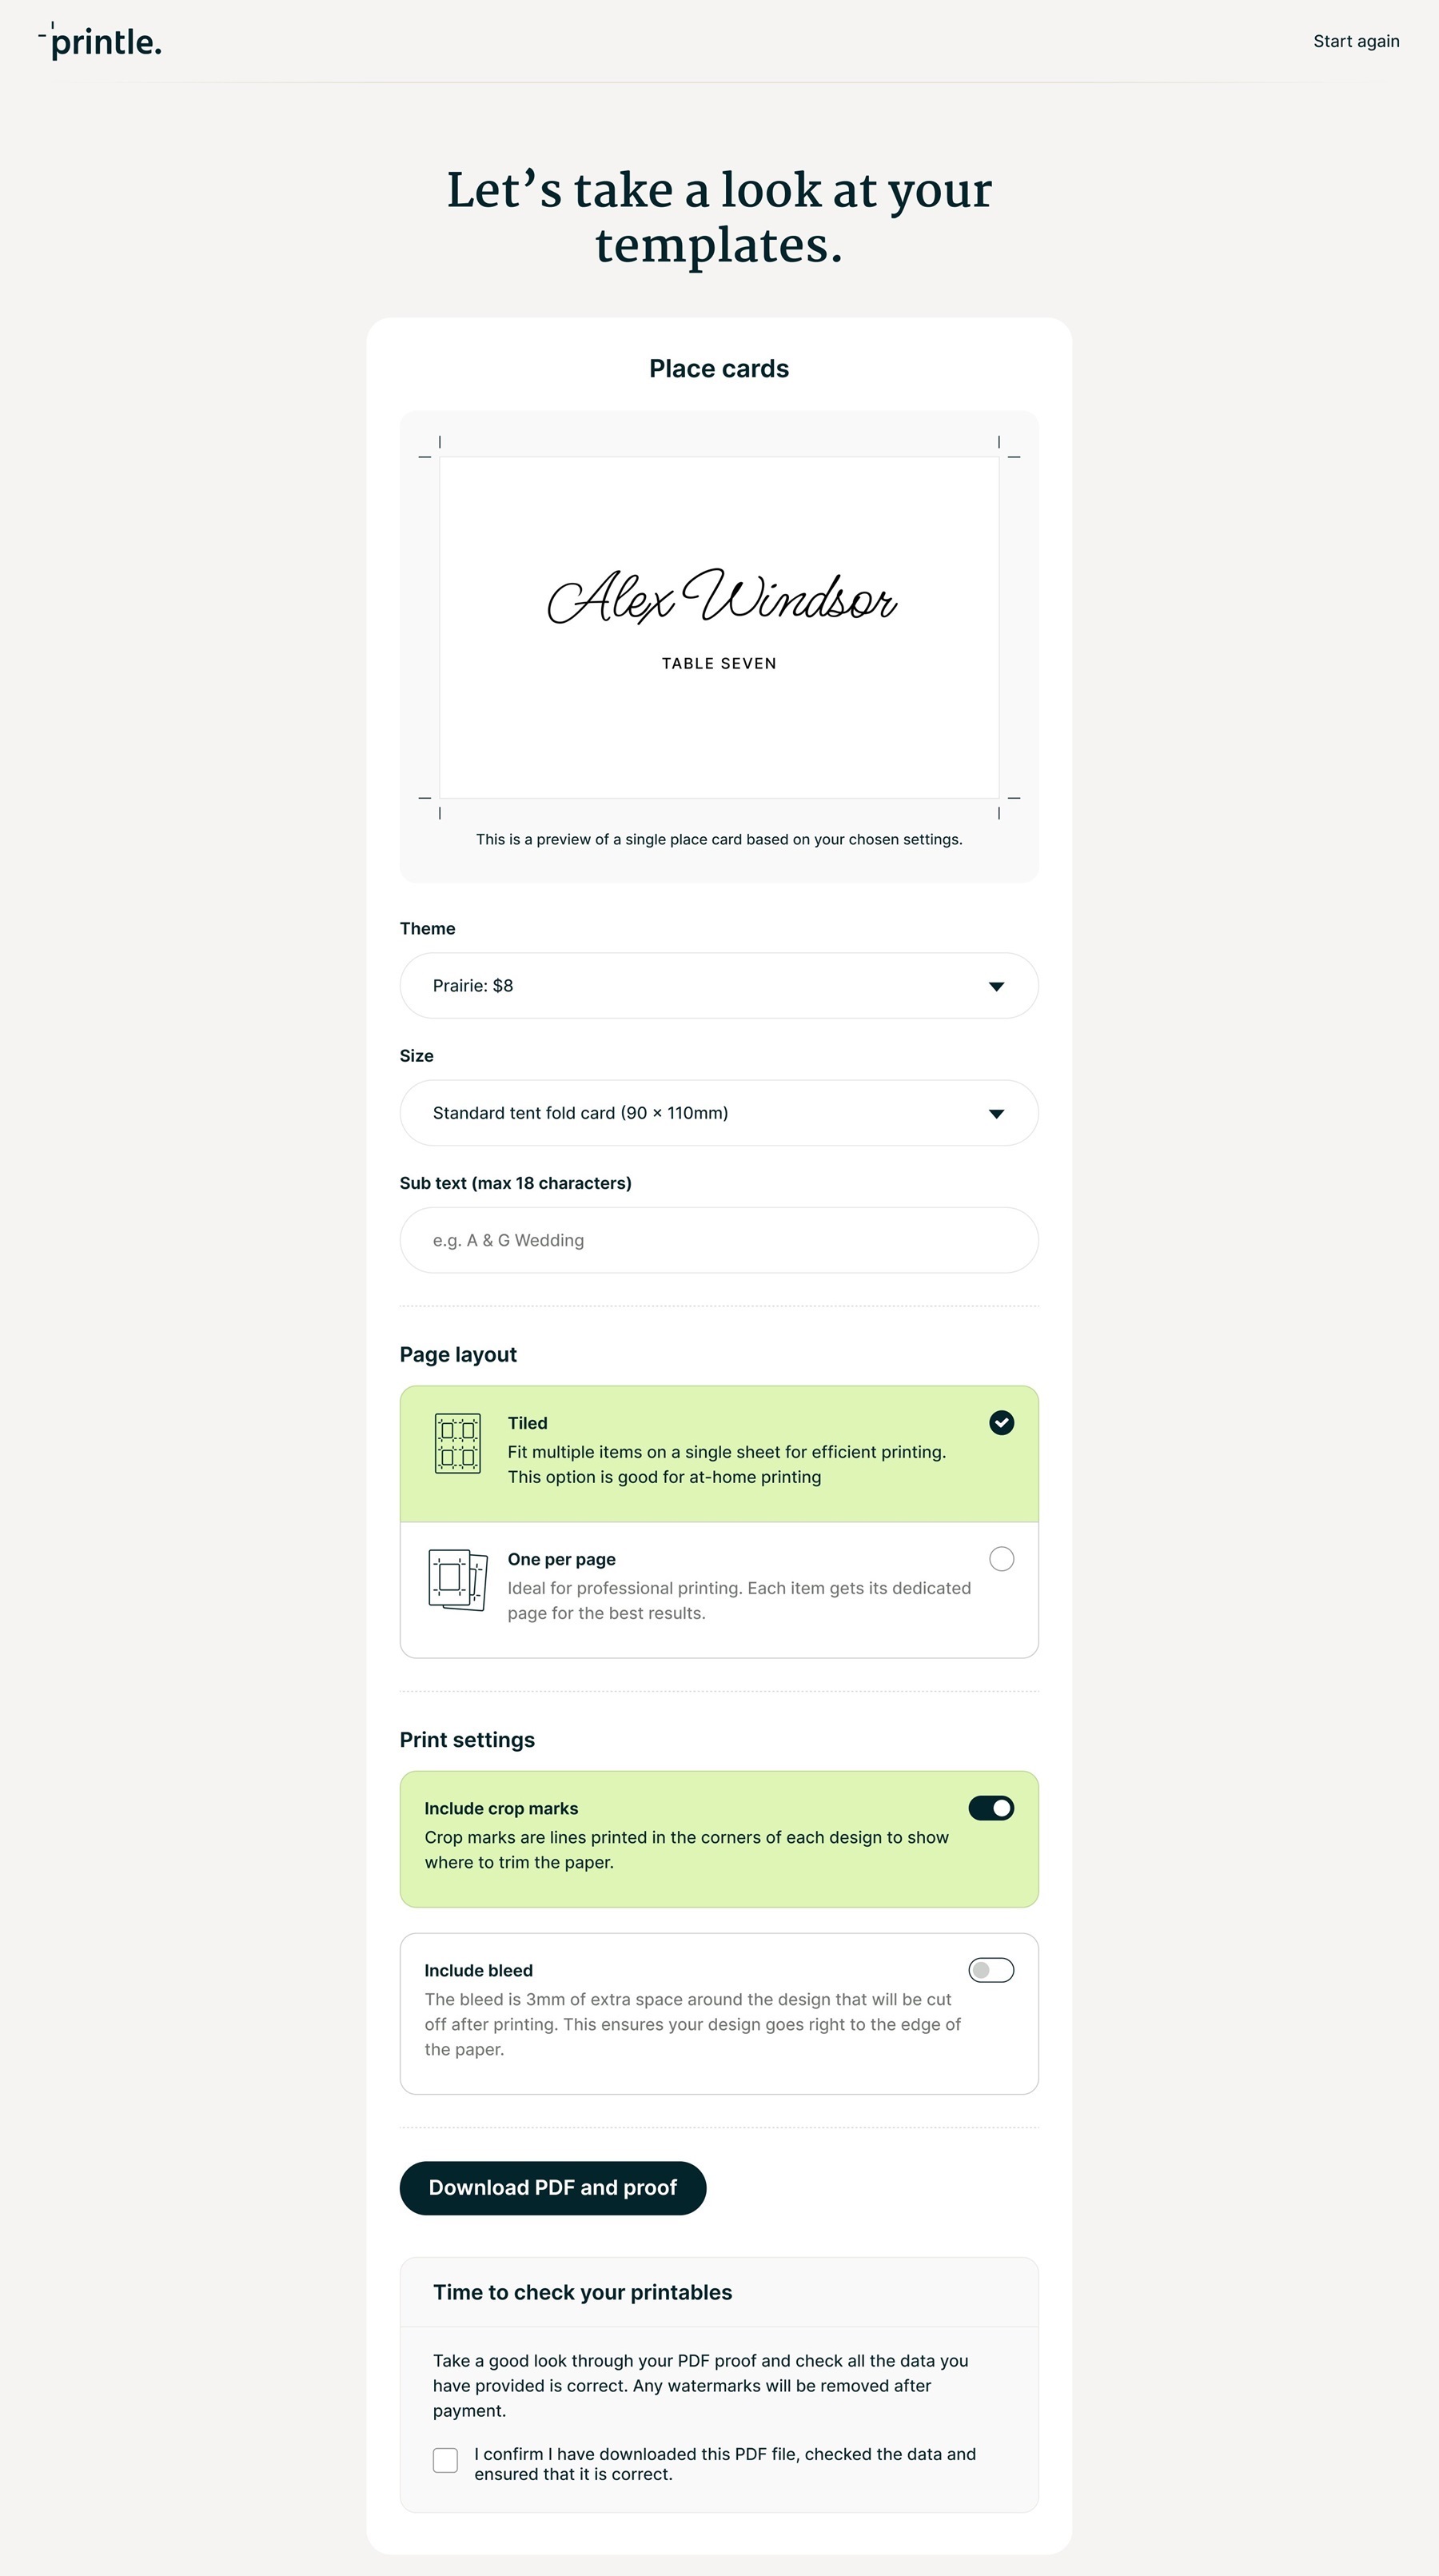 printle.
Start again
Let’s take a look at your
templates.
Place cards
Alex Windsor
TABLE SEVEN
This is a preview of a single place card based on your chosen settings.
Theme
Prairie: $8
Size
Standard tent fold card (90 × 110mm)
Sub text (max 18 characters)
e.g. A & G Wedding
Page layout
Tiled
Fit multiple items on a single sheet for efficient printing.
This option is good for at-home printing
One per page
Ideal for professional printing. Each item gets its dedicated
page for the best results.
Print settings
Include crop marks
Crop marks are lines printed in the corners of each design to show
where to trim the paper.
Include bleed
The bleed is 3mm of extra space around the design that will be cut
off after printing. This ensures your design goes right to the edge of
the paper.
Download PDF and proof
Time to check your printables
Take a good look through your PDF proof and check all the data you
have provided is correct. Any watermarks will be removed after
payment.
I confirm I have downloaded this PDF file, checked the data and
ensured that it is correct.